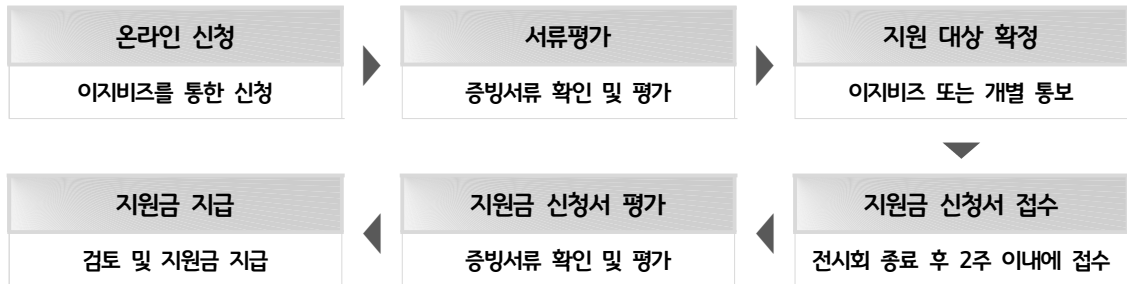 온라인 신청
이지비즈를 통한 신청
서류평가
증빙서류 확인 및 평가
지원 대상 확정
이지비즈 또는 개별 통보
지원금 신청서 접수
전시회 종료 후 2주 이내에 접수
지원금 신청서 평가
증빙서류 확인 및 평가
지원금 지급
검토 및 지원금 지급